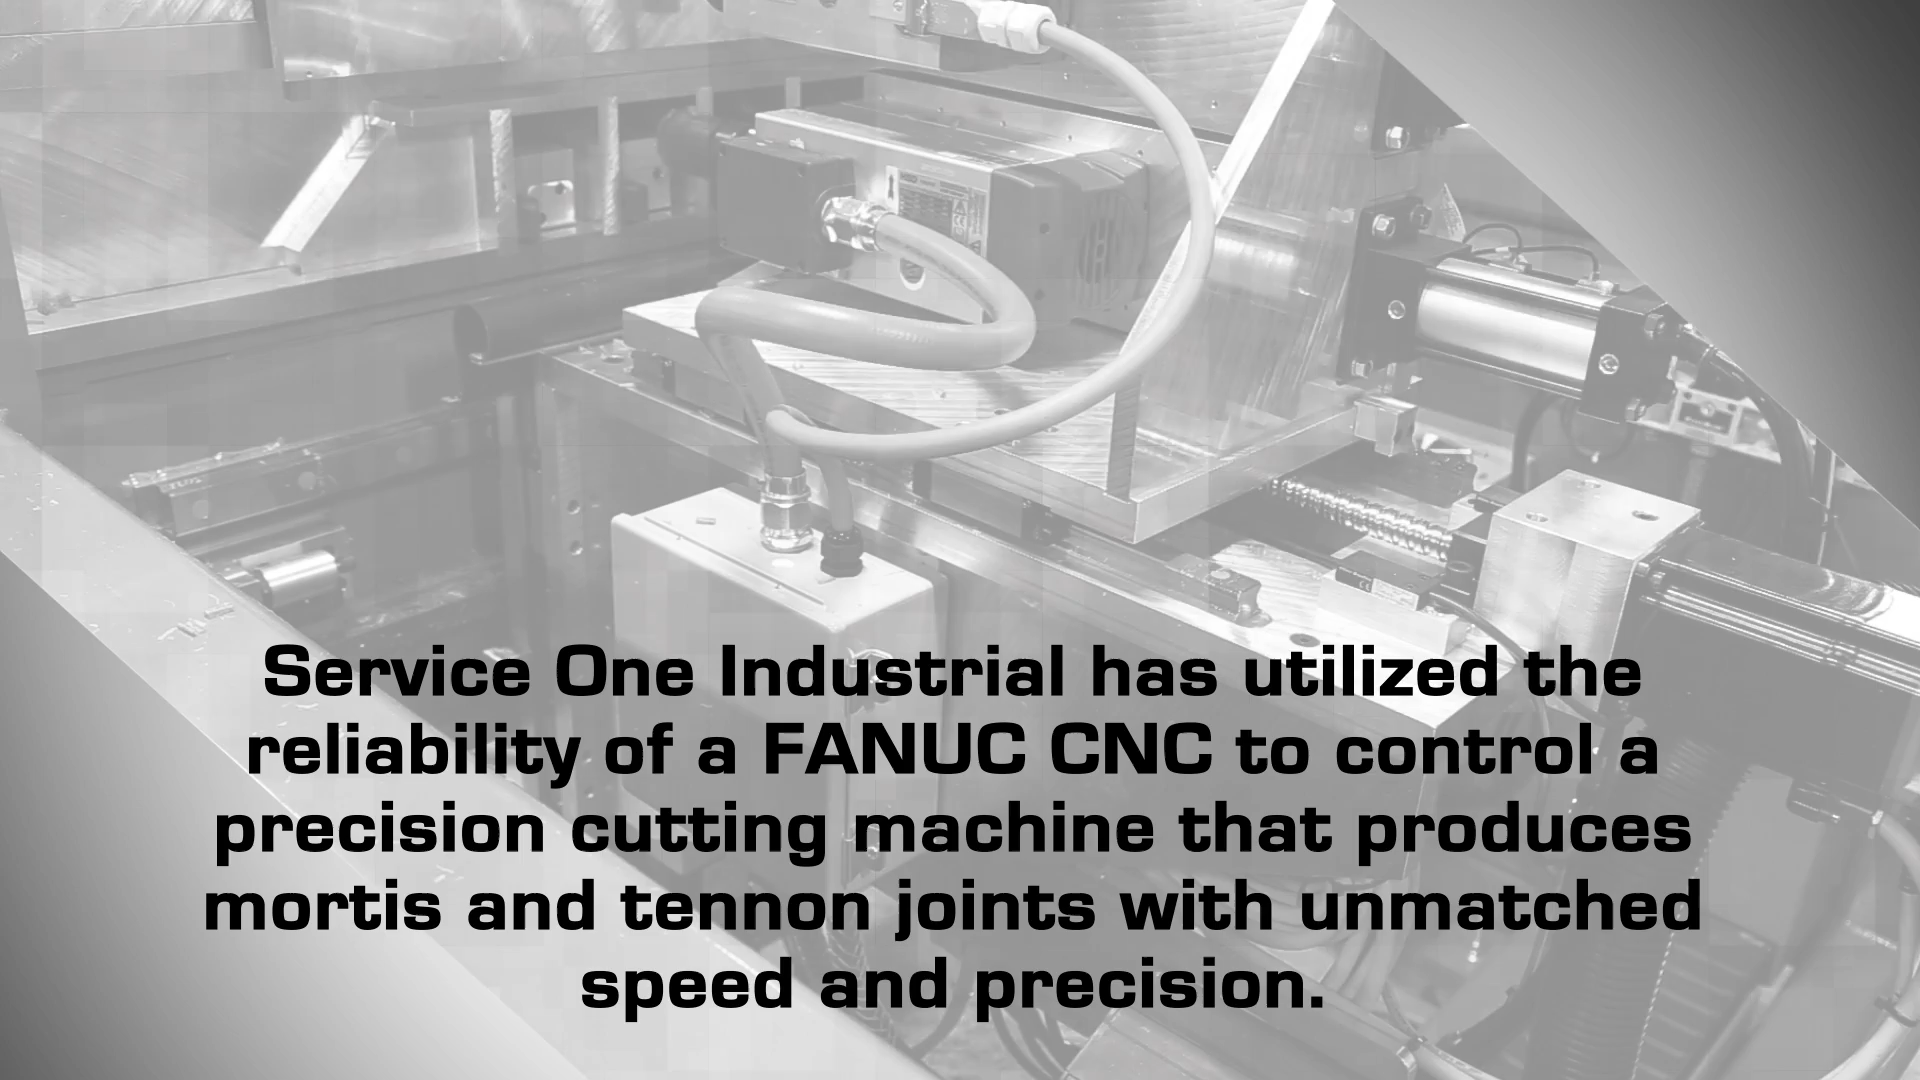 Service One Industrial has utilized the
reliability of a FANUC CNC to control a
precision cutting machine that produces
mortis and tennon joints with unmatched
speed and precision.